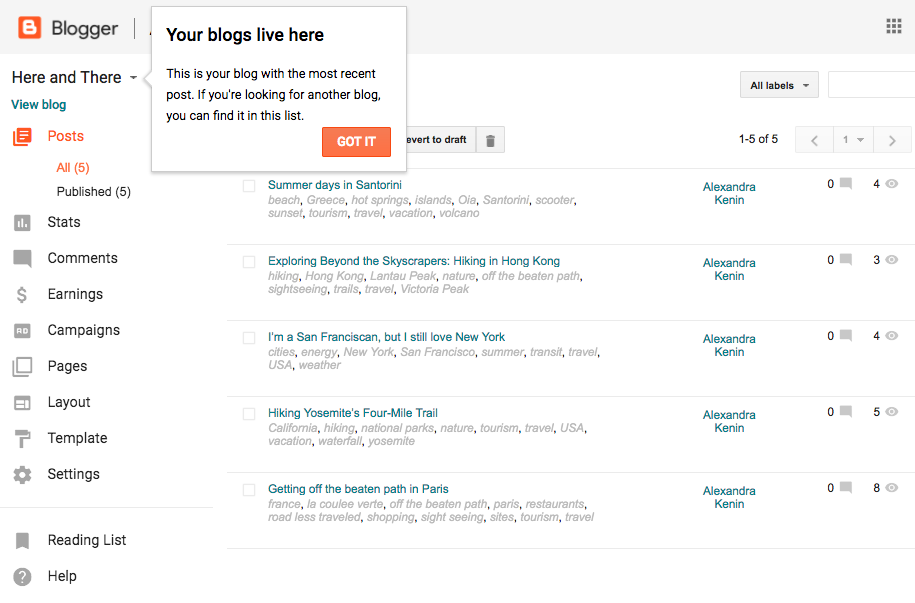 Blogger
Your blogs live here
This is your blog with the most recent
post. If you're looking for another blog,
you can find it in this list.
GOT IT
Here and There
View blog
All labels
Posts
All (5)
Published (5)
Stats
Comments
Earnings
Campaigns
Pages
Layout
Template
Settings
Reading List
Help
evert to draft
1-5 of 5
1
Summer days in Santorini
beach, Greece, hot springs, islands, Oia, Santorini, scooter,
sunset, tourism, travel, vacation, volcano
Alexandra
Kenin
0
4
Exploring Beyond the Skyscrapers: Hiking in Hong Kong
hiking, Hong Kong, Lantau Peak, nature, off the beaten path,
sightseeing, trails, travel, Victoria Peak
Alexandra
Kenin
0
3
I'm a San Franciscan, but I still love New York
cities, energy, New York, San Francisco, summer, transit, travel,
USA, weather
Alexandra
Kenin
0
4
Hiking Yosemite's Four-Mile Trail
California, hiking, national parks, nature, tourism, travel, USA,
vacation, waterfall, yosemite
Alexandra
Kenin
0
5
Getting off the beaten path in Paris
france, la coulee verte, off the beaten path, paris, restaurants,
road less traveled, shopping, sight seeing, sites, tourism, travel
Alexandra
Kenin
0
8